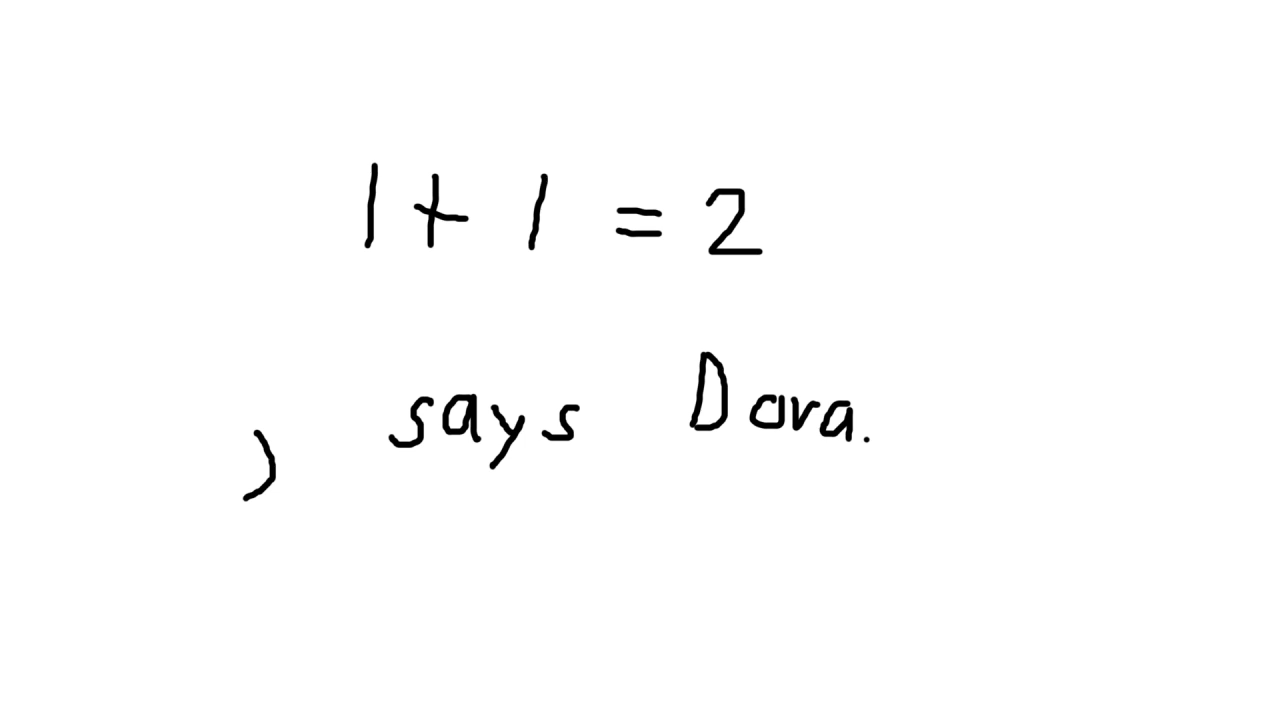 1 + 1 = 2
, says Dora.